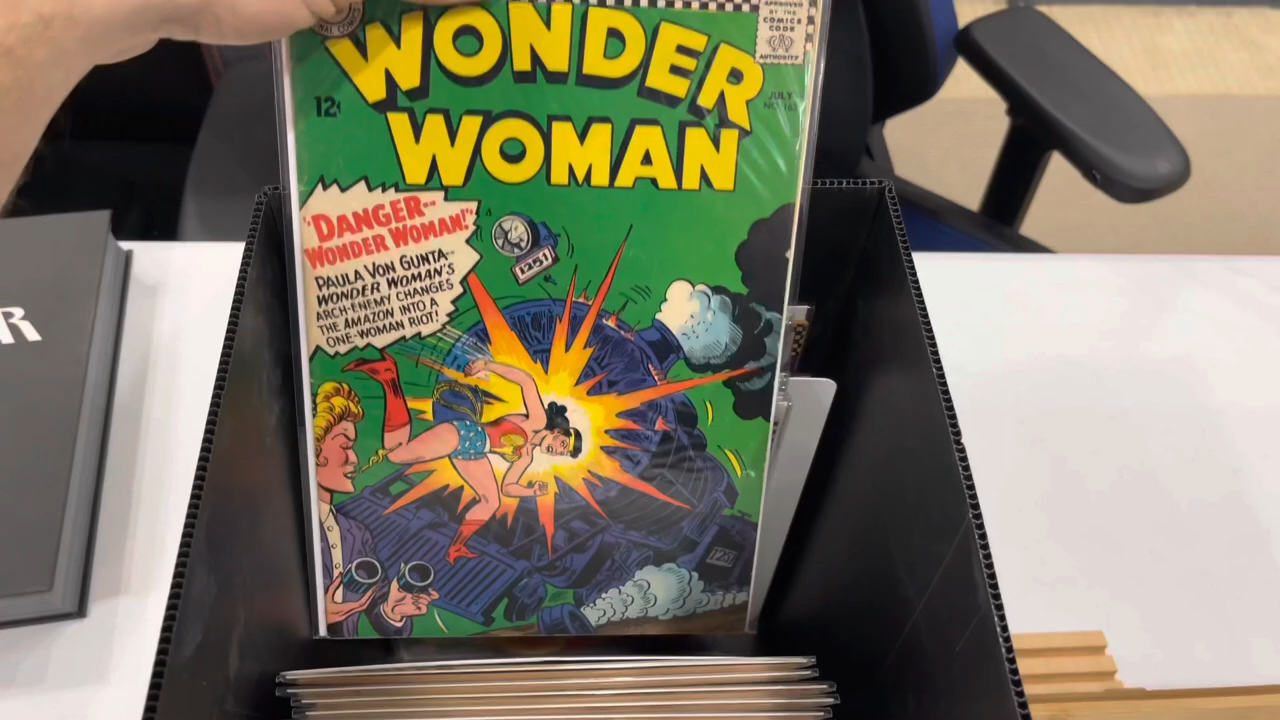 APPROVED
BY THE
COMICS
CODE
AUTHORITY
WONDER
WOMAN
12¢
JULY
"DANGER--
WONDER WOMAN!"
PAULA VON GUNTA--
WONDER WOMAN'S
ARCH-ENEMY CHANGES
THE AMAZON INTO A
ONE-WOMAN RIOT!
1251
1251
R